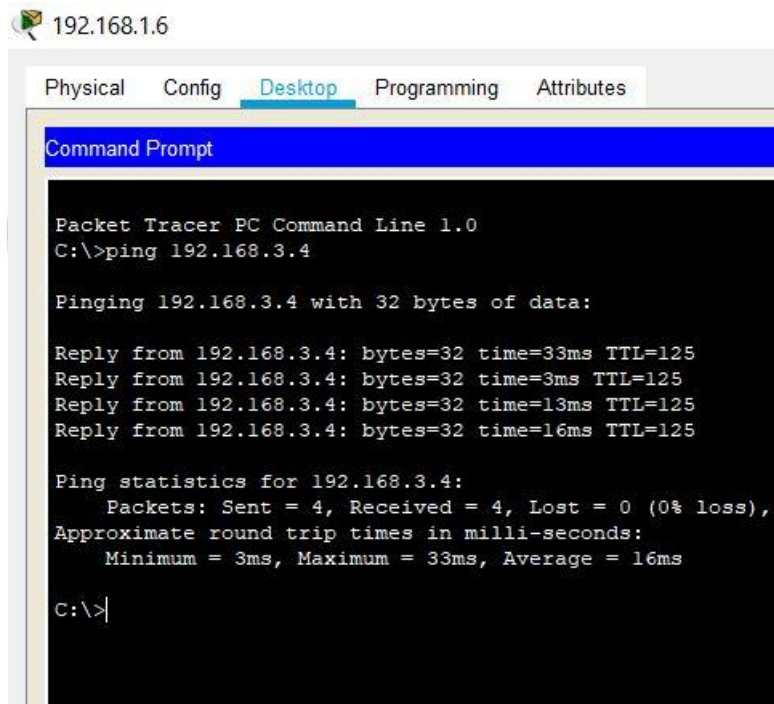 192.168.1.6
Physical Config Desktop Programming Attributes
Command Prompt
Packet Tracer PC Command Line 1.0
C:\>ping 192.168.3.4
Pinging 192.168.3.4 with 32 bytes of data:
Reply from 192.168.3.4: bytes=32 time=33ms TTL=125
Reply from 192.168.3.4: bytes=32 time=3ms TTL=125
Reply from 192.168.3.4: bytes=32 time=13ms TTL=125
Reply from 192.168.3.4: bytes=32 time=16ms TTL=125
Ping statistics for 192.168.3.4:
Packets: Sent = 4, Received = 4, Lost = 0 (0% loss),
Approximate round trip times in milli-seconds:
Minimum = 3ms, Maximum = 33ms, Average = 16ms
C:\>